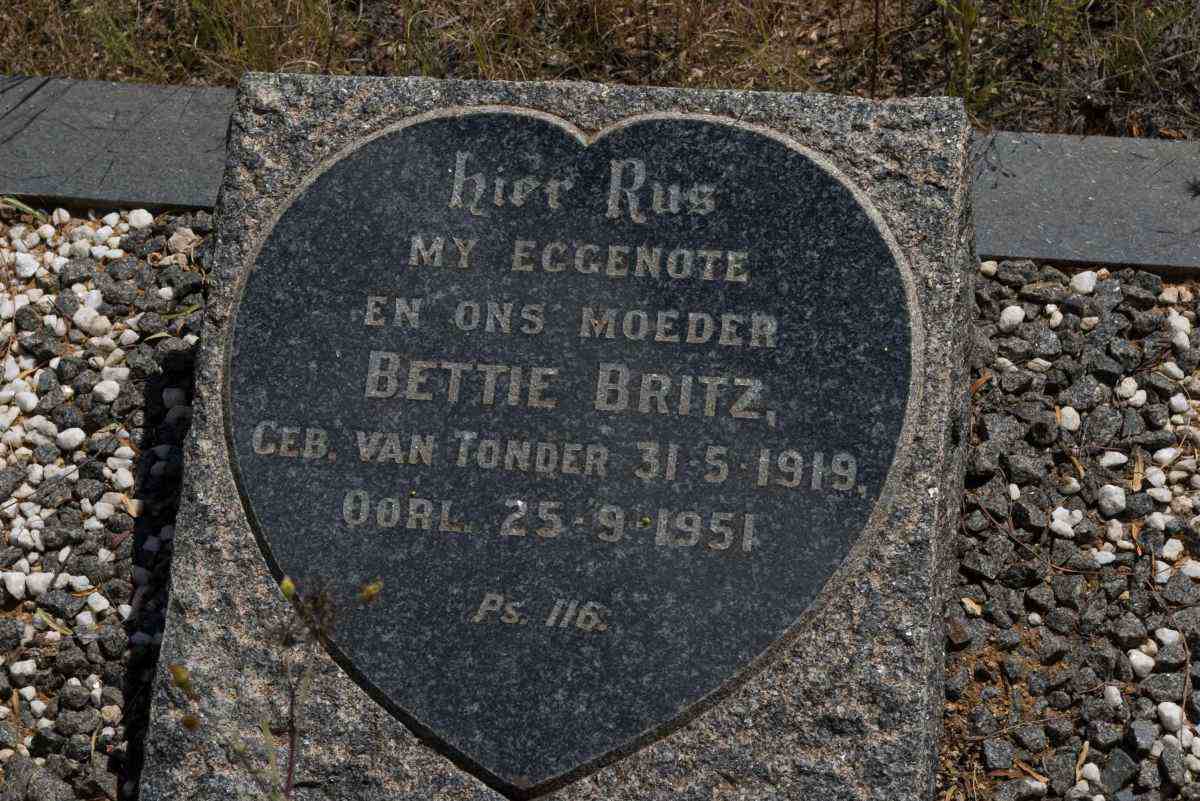 Hier Rus
MY EGGENOTE
EN ONS MOEDER
BETTIE BRITZ,
GEB. VAN TONDER 31-5-1919,
OORL. 25-9-1951
Ps. 116.